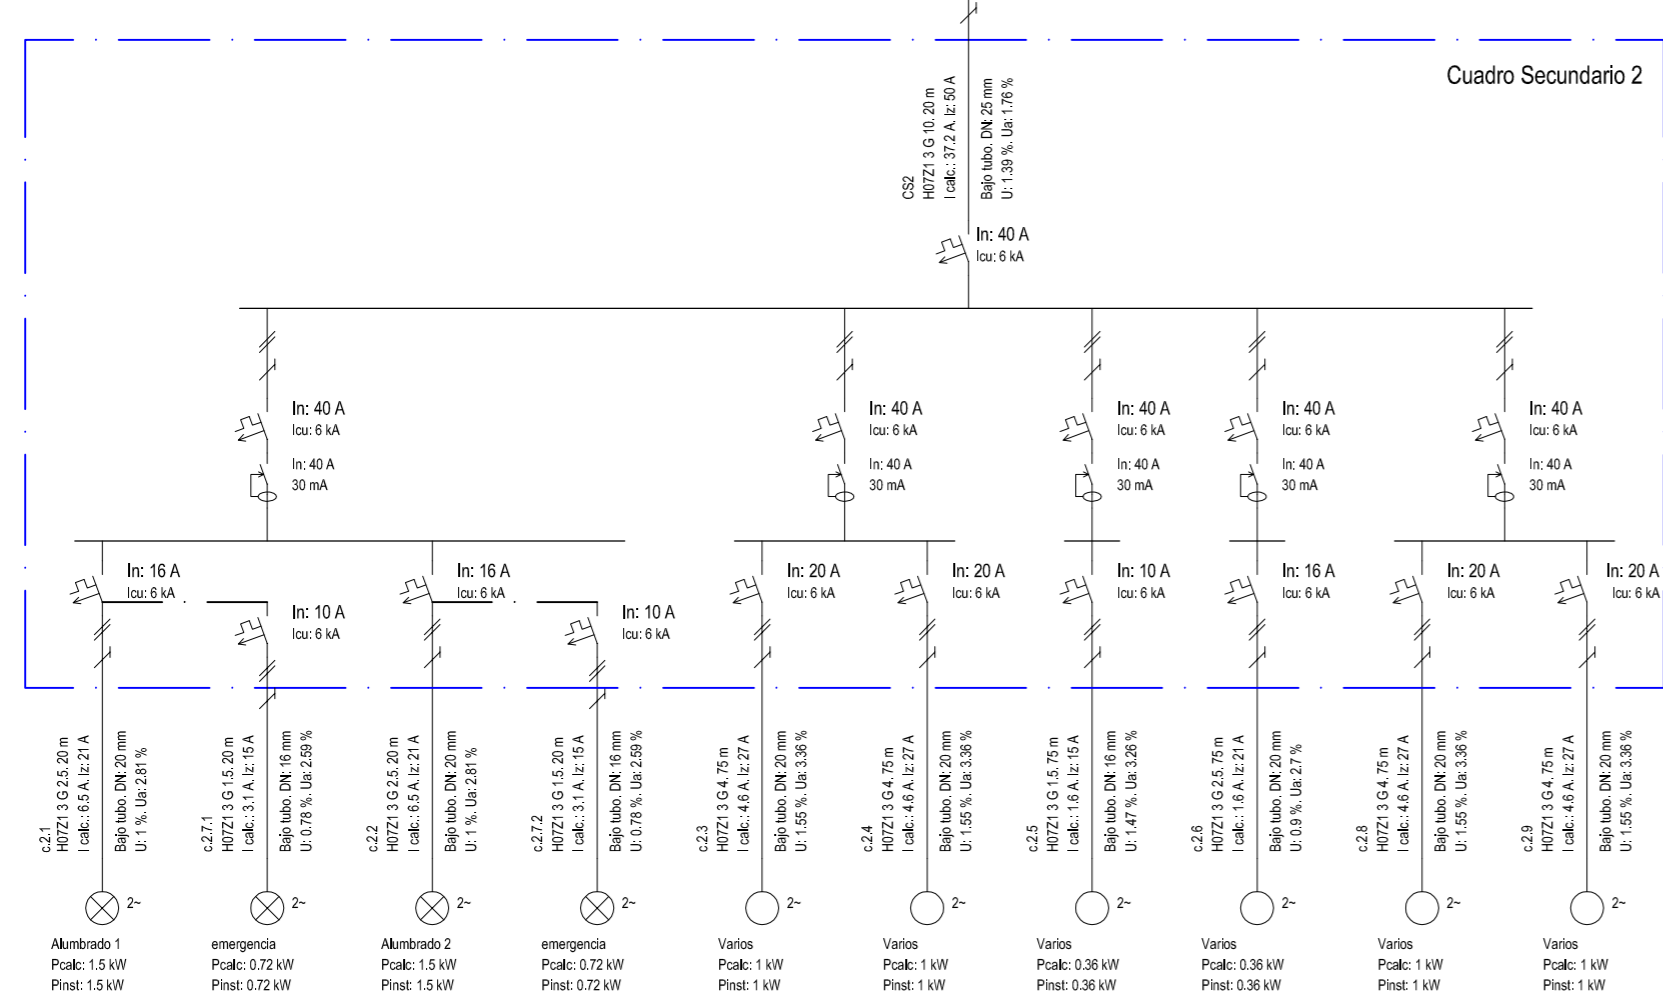 Cuadro Secundario 2
CS2
H07Z1 3 G 10. 20 m
I calc.: 37.2 A. Iz: 50 A
Bajo tubo. DN: 25 mm
U: 1.39 %. Ua: 1.76 %
In: 40 A
Icu: 6 kA
In: 40 A
Icu: 6 kA
In: 40 A
30 mA
In: 40 A
Icu: 6 kA
In: 40 A
30 mA
In: 40 A
Icu: 6 kA
In: 40 A
30 mA
In: 40 A
Icu: 6 kA
In: 40 A
30 mA
In: 40 A
Icu: 6 kA
In: 40 A
30 mA
In: 16 A
Icu: 6 kA
In: 10 A
Icu: 6 kA
In: 16 A
Icu: 6 kA
In: 10 A
Icu: 6 kA
In: 20 A
Icu: 6 kA
In: 20 A
Icu: 6 kA
In: 10 A
Icu: 6 kA
In: 16 A
Icu: 6 kA
In: 20 A
Icu: 6 kA
In: 20 A
Icu: 6 kA
c.2.1
H07Z1 3 G 2.5. 20 m
I calc.: 6.5 A. Iz: 21 A
Bajo tubo. DN: 20 mm
U: 1 %. Ua: 2.81 %
2~
Alumbrado 1
Pcalc: 1.5 kW
Pinst: 1.5 kW
c.2.7.1
H07Z1 3 G 1.5. 20 m
I calc.: 3.1 A. Iz: 15 A
Bajo tubo. DN: 16 mm
U: 0.78 %. Ua: 2.59 %
2~
emergencia
Pcalc: 0.72 kW
Pinst: 0.72 kW
c.2.2
H07Z1 3 G 2.5. 20 m
I calc.: 6.5 A. Iz: 21 A
Bajo tubo. DN: 20 mm
U: 1 %. Ua: 2.81 %
2~
Alumbrado 2
Pcalc: 1.5 kW
Pinst: 1.5 kW
c.2.7.2
H07Z1 3 G 1.5. 20 m
I calc.: 3.1 A. Iz: 15 A
Bajo tubo. DN: 16 mm
U: 0.78 %. Ua: 2.59 %
2~
emergencia
Pcalc: 0.72 kW
Pinst: 0.72 kW
c.2.3
H07Z1 3 G 4. 75 m
I calc.: 4.6 A. Iz: 27 A
Bajo tubo. DN: 20 mm
U: 1.55 %. Ua: 3.36 %
2~
Varios
Pcalc: 1 kW
Pinst: 1 kW
c.2.4
H07Z1 3 G 4. 75 m
I calc.: 4.6 A. Iz: 27 A
Bajo tubo. DN: 20 mm
U: 1.55 %. Ua: 3.36 %
2~
Varios
Pcalc: 1 kW
Pinst: 1 kW
c.2.5
H07Z1 3 G 1.5. 75 m
I calc.: 1.6 A. Iz: 15 A
Bajo tubo. DN: 16 mm
U: 1.47 %. Ua: 3.26 %
2~
Varios
Pcalc: 0.36 kW
Pinst: 0.36 kW
c.2.6
H07Z1 3 G 2.5. 75 m
I calc.: 1.6 A. Iz: 21 A
Bajo tubo. DN: 20 mm
U: 0.9 %. Ua: 2.7 %
2~
Varios
Pcalc: 0.36 kW
Pinst: 0.36 kW
c.2.8
H07Z1 3 G 4. 75 m
I calc.: 4.6 A. Iz: 27 A
Bajo tubo. DN: 20 mm
U: 1.55 %. Ua: 3.36 %
2~
Varios
Pcalc: 1 kW
Pinst: 1 kW
c.2.9
H07Z1 3 G 4. 75 m
I calc.: 4.6 A. Iz: 27 A
Bajo tubo. DN: 20 mm
U: 1.55 %. Ua: 3.36 %
2~
Varios
Pcalc: 1 kW
Pinst: 1 kW